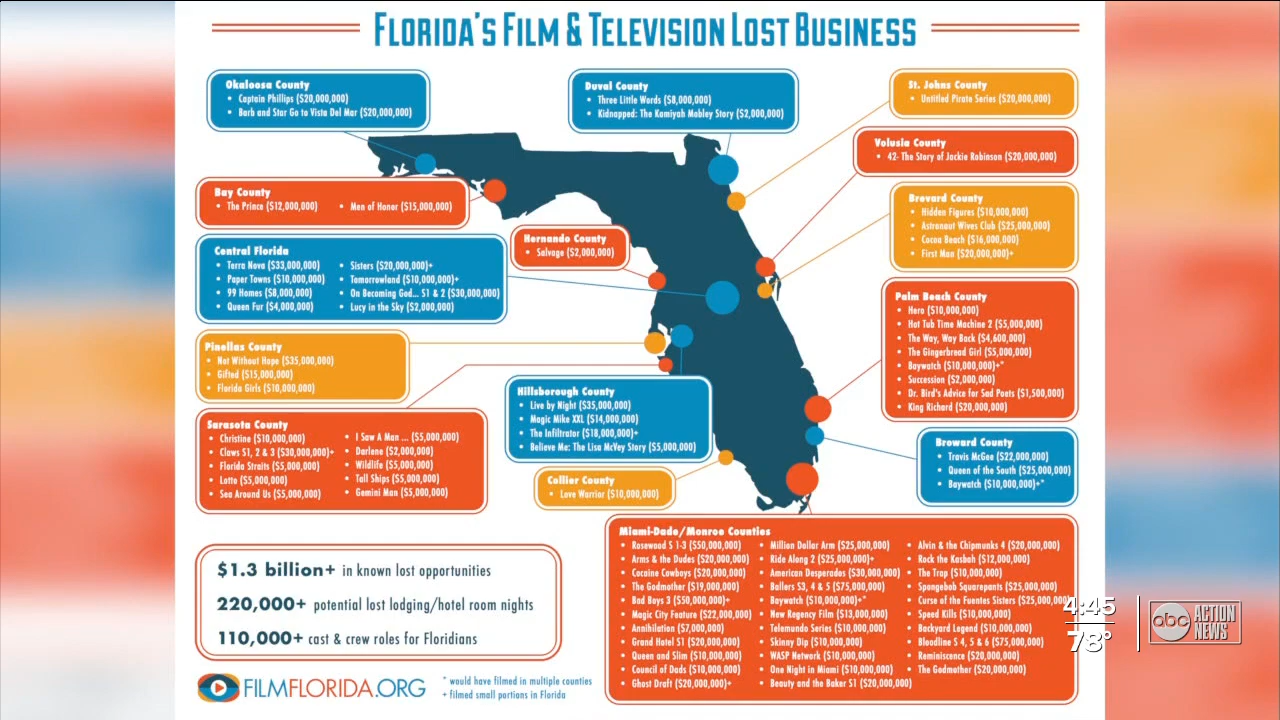 FLORIDA'S FILM & TELEVISION LOST BUSINESS
Okaloosa County
• Captain Phillips ($20,000,000)
• Barb and Star Go to Vista Del Mar ($20,000,000)
Duval County
• Three Little Words ($8,000,000)
• Kidnapped: The Kamiyah Mobley Story ($2,000,000)
St. Johns County
• Untitled Pirate Series ($20,000,000)
Volusia County
• 42- The Story of Jackie Robinson ($20,000,000)
Bay County
• The Prince ($12,000,000)
• Men of Honor ($15,000,000)
Brevard County
• Hidden Figures ($10,000,000)
• Astronaut Wives Club ($25,000,000)
• Cocoa Beach ($16,000,000)
• First Man ($20,000,000)+
Hernando County
• Salvage ($2,000,000)
Central Florida
• Terra Nova ($33,000,000)
• Paper Towns ($10,000,000)
• 99 Homes ($8,000,000)
• Queen Fur ($4,000,000)
• Sisters ($20,000,000)+
• Tomorrowland ($10,000,000)+
• On Becoming God... S1 & 2 ($30,000,000)
• Lucy in the Sky ($2,000,000)
Palm Beach County
• Hero ($10,000,000)
• Hot Tub Time Machine 2 ($5,000,000)
• The Way, Way Back ($4,600,000)
• The Gingerbread Girl ($5,000,000)
• Baywatch ($10,000,000)+*
• Succession ($2,000,000)
• Dr. Bird's Advice for Sad Poets ($1,500,000)
• King Richard ($20,000,000)
Pinellas County
• Not Without Hope ($35,000,000)
• Gifted ($15,000,000)
• Florida Girls ($10,000,000)
Hillsborough County
• Live by Night ($35,000,000)
• Magic Mike XXL ($14,000,000)
• The Infiltrator ($18,000,000)+
• Believe Me: The Lisa McVey Story ($5,000,000)
Sarasota County
• Christine ($10,000,000)
• Claws S1, 2 & 3 ($30,000,000)+
• Florida Straits ($5,000,000)
• Lotto ($5,000,000)
• Sea Around Us ($5,000,000)
• I Saw A Man ... ($5,000,000)
• Darlene ($2,000,000)
• Wildlife ($5,000,000)
• Tall Ships ($5,000,000)
• Gemini Man ($5,000,000)
Broward County
• Travis McGee ($22,000,000)
• Queen of the South ($25,000,000)
• Baywatch ($10,000,000)+*
Collier County
• Love Warrior ($10,000,000)
Miami-Dade/Monroe Counties
• Rosewood S 1-3 ($50,000,000)
• Arms & the Dudes ($20,000,000)
• Cocaine Cowboys ($20,000,000)
• The Godmother ($19,000,000)
• Bad Boys 3 ($50,000,000)+
• Magic City Feature ($22,000,000)
• Annihilation ($7,000,000)
• Grand Hotel S1 ($20,000,000)
• Queen and Slim ($10,000,000)
• Council of Dads ($10,000,000)
• Ghost Draft ($20,000,000)+
• Million Dollar Arm ($25,000,000)
• Ride Along 2 ($25,000,000)+
• American Desperados ($30,000,000)
• Ballers S3, 4 & 5 ($75,000,000)
• Baywatch ($10,000,000)+*
• New Regency Film ($13,000,000)
• Telemundo Series ($10,000,000)
• Skinny Dip ($10,000,000)
• WASP Network ($10,000,000)
• One Night in Miami ($10,000,000)
• Beauty and the Baker S1 ($20,000,000)
• Alvin & the Chipmunks 4 ($20,000,000)
• Rock the Kasbah ($12,000,000)
• The Trap ($10,000,000)
• Spongebob Squarepants ($25,000,000)
• Curse of the Fuentes Sisters ($25,000,000)
• Speed Kills ($10,000,000)
• Backyard Legend ($10,000,000)
• Bloodline S 4, 5 & 6 ($75,000,000)
• Reminiscence ($20,000,000)
• The Godmother ($20,000,000)
$1.3 billion+ in known lost opportunities
220,000+ potential lost lodging/hotel room nights
110,000+ cast & crew roles for Floridians
FILMFLORIDA.ORG
* would have filmed in multiple counties
+ filmed small portions in Florida
4:45
78°
abc ACTION NEWS